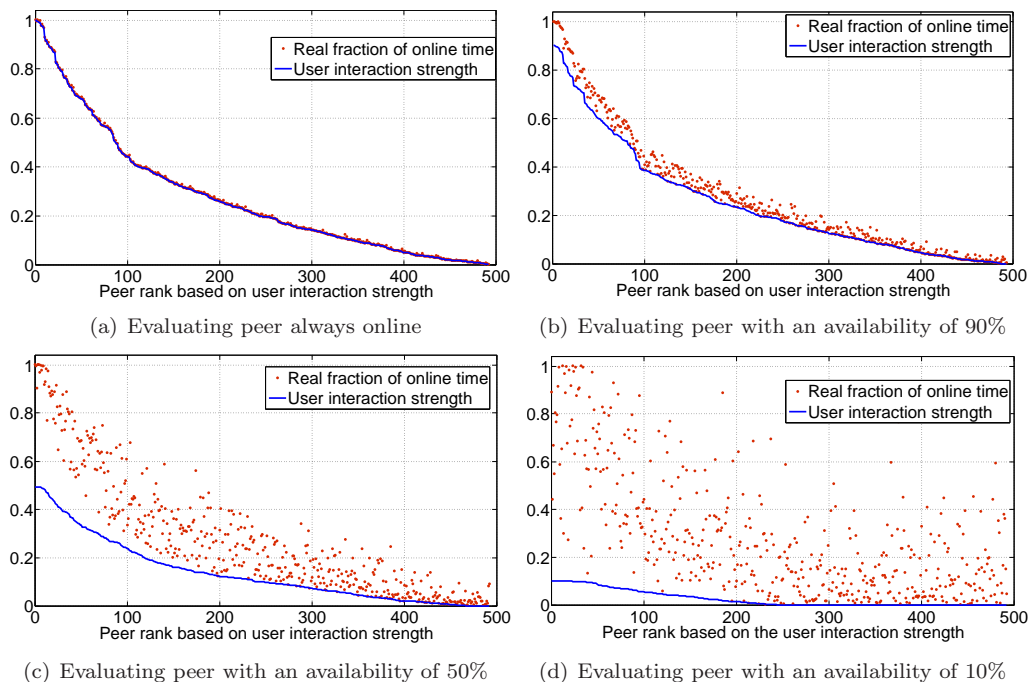 1
0.8
0.6
0.4
0.2
0
0 100 200 300 400 500
Real fraction of online time
User interaction strength
Peer rank based on user interaction strength
(a) Evaluating peer always online
1
0.8
0.6
0.4
0.2
0
0 100 200 300 400 500
Real fraction of online time
User interaction strength
Peer rank based on user interaction strength
(b) Evaluating peer with an availability of 90%
1
0.8
0.6
0.4
0.2
0
0 100 200 300 400 500
Real fraction of online time
User interaction strength
Peer rank based on user interaction strength
(c) Evaluating peer with an availability of 50%
1
0.8
0.6
0.4
0.2
0
0 100 200 300 400 500
Real fraction of online time
User interaction strength
Peer rank based on the user interaction strength
(d) Evaluating peer with an availability of 10%